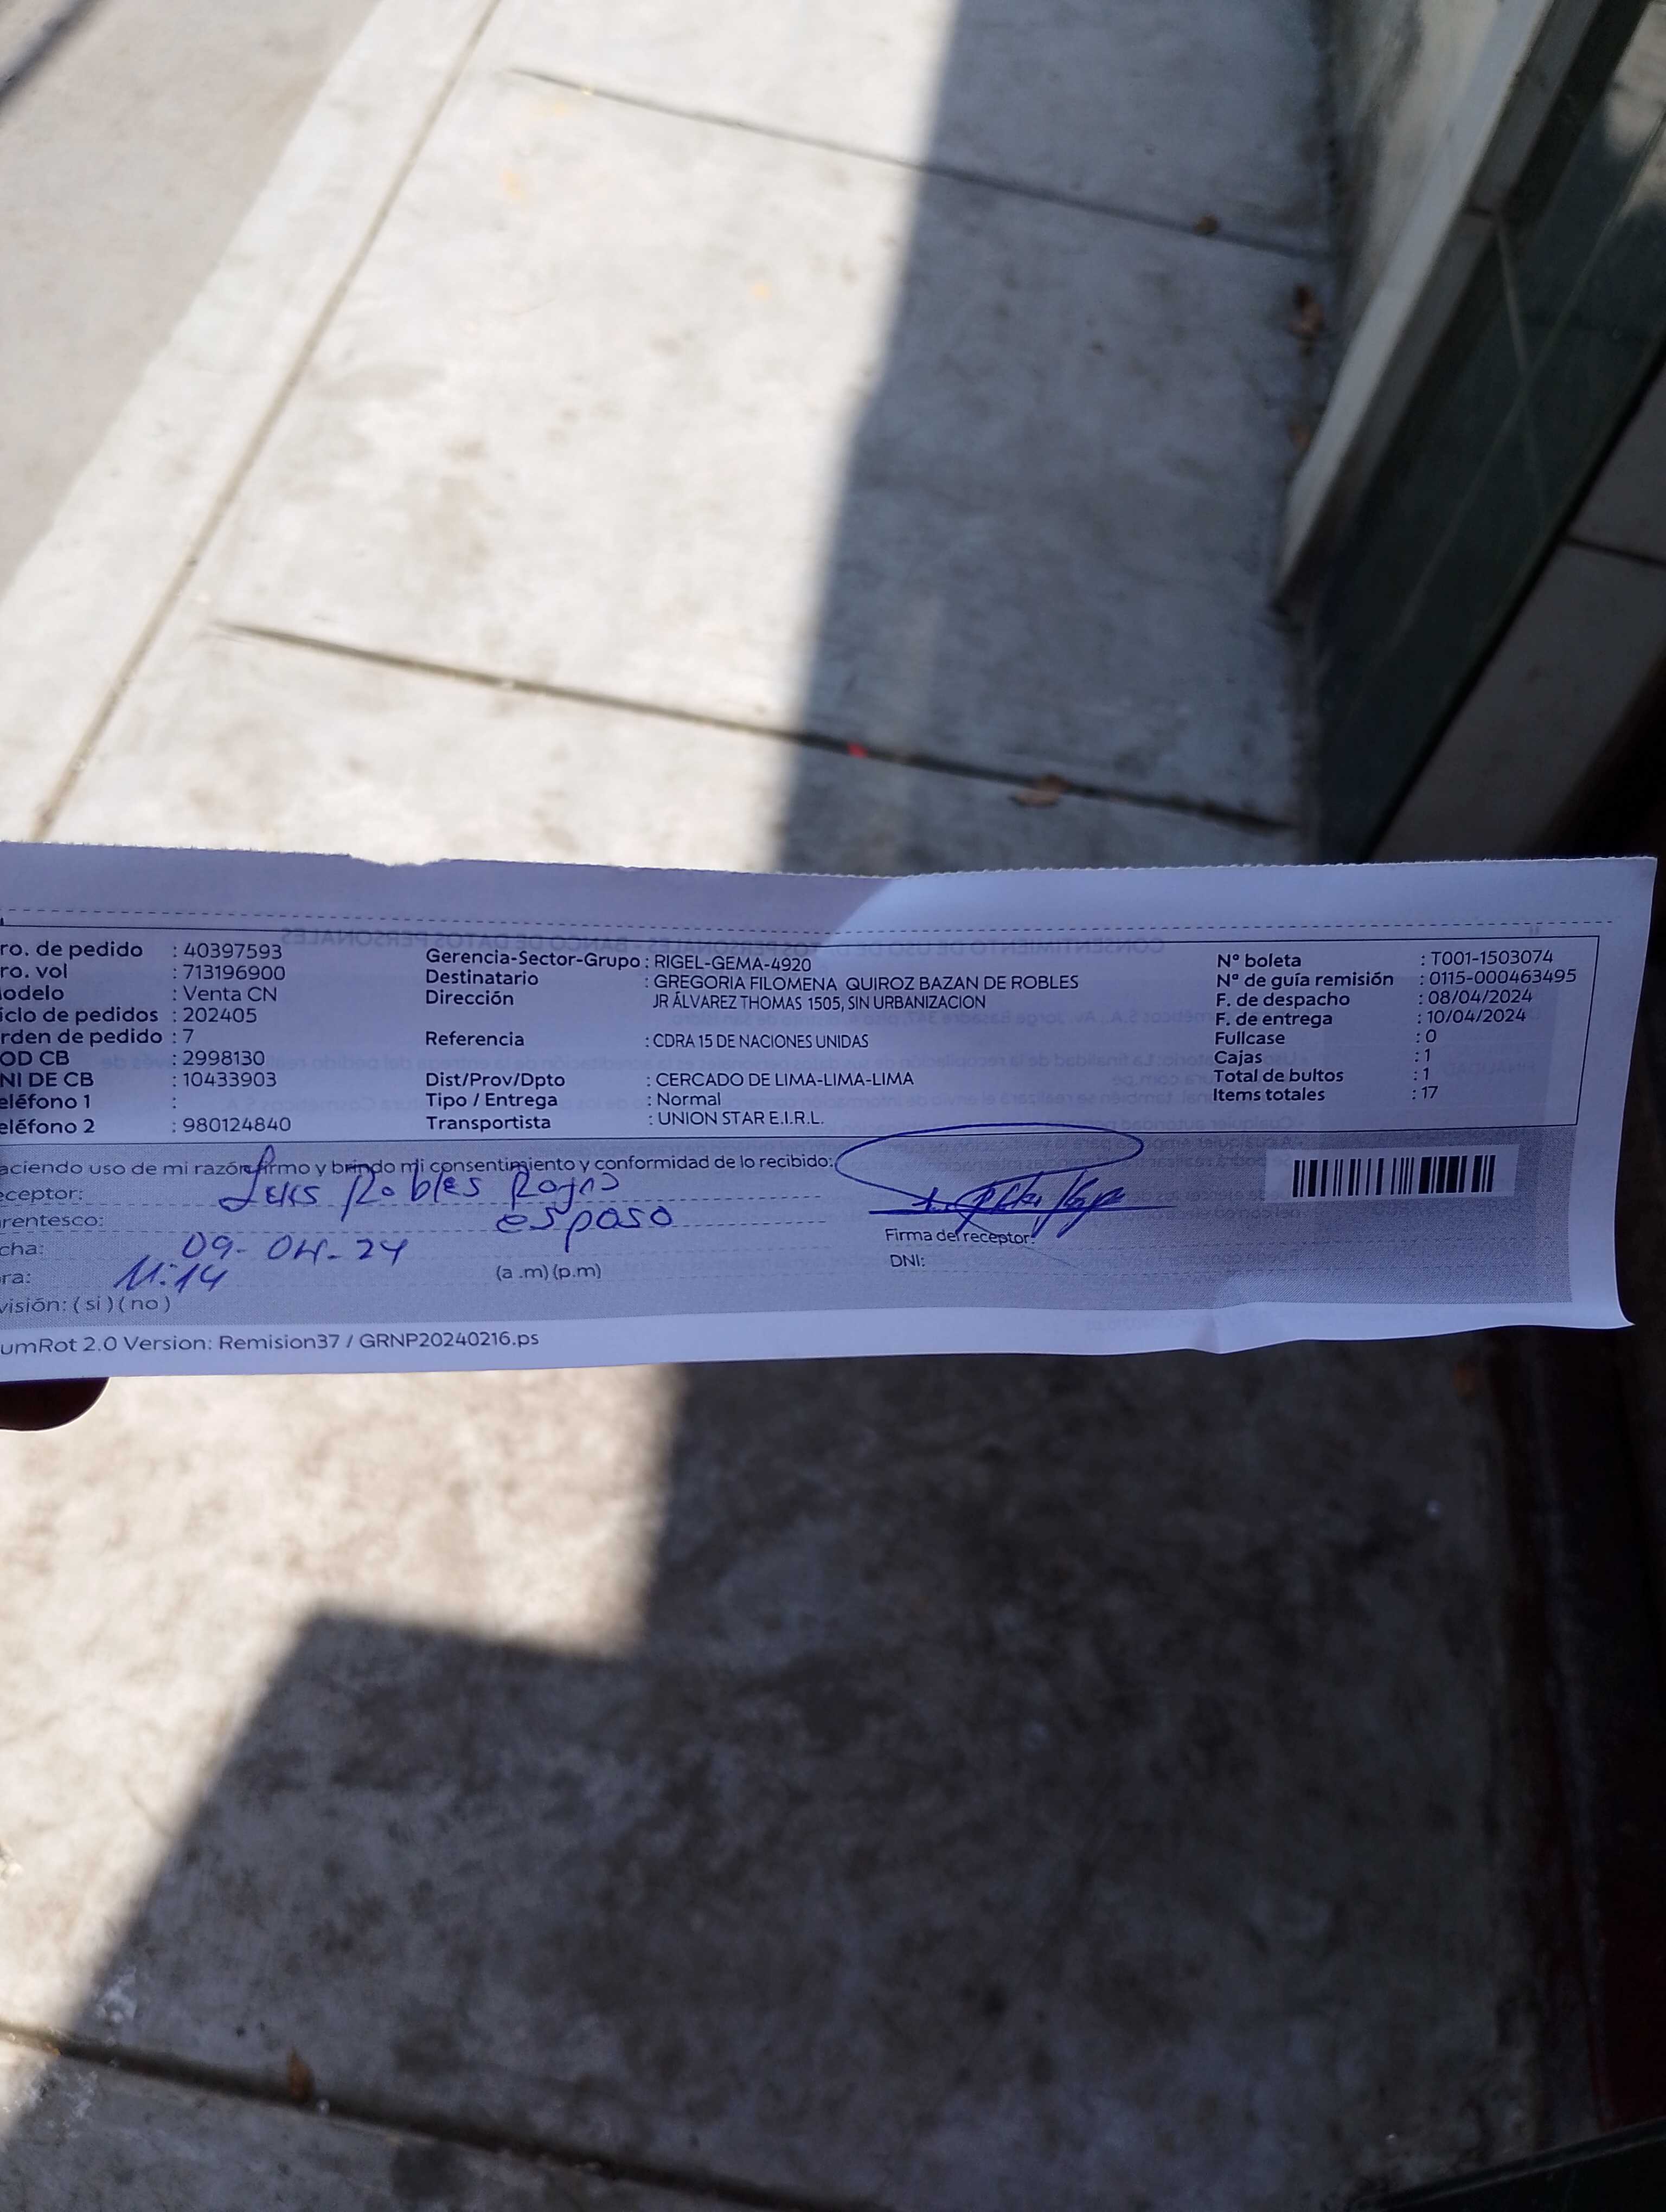 ro. de pedido : 40397593
ro. vol : 713196900
odelo : Venta CN
iclo de pedidos : 202405
rden de pedido : 7
OD CB : 2998130
NI DE CB : 10433903
eléfono 1 :
eléfono 2 : 980124840
Gerencia-Sector-Grupo : RIGEL-GEMA-4920
Destinatario : GREGORIA FILOMENA QUIROZ BAZAN DE ROBLES
Dirección JR ÁLVAREZ THOMAS 1505, SIN URBANIZACION
Referencia : CDRA 15 DE NACIONES UNIDAS
Dist/Prov/Dpto : CERCADO DE LIMA-LIMA-LIMA
Tipo / Entrega : Normal
Transportista : UNION STAR E.I.R.L.
Nº boleta : T001-1503074
Nª de guía remisión : 0115-000463495
F. de despacho : 08/04/2024
F. de entrega : 10/04/2024
Fullcase : 0
Cajas : 1
Total de bultos : 1
Items totales : 17
aciendo uso de mi razón firmo y brindo mi consentimiento y conformidad de lo recibido:
eceptor: Luis Robles Rojas
rentesco: esposo
cha: 09-04-24
ra: 11:14 (a .m) (p.m)
visión: ( si ) ( no )
Firma del receptor:
DNI:
umRot 2.0 Version: Remision37 / GRNP20240216.ps